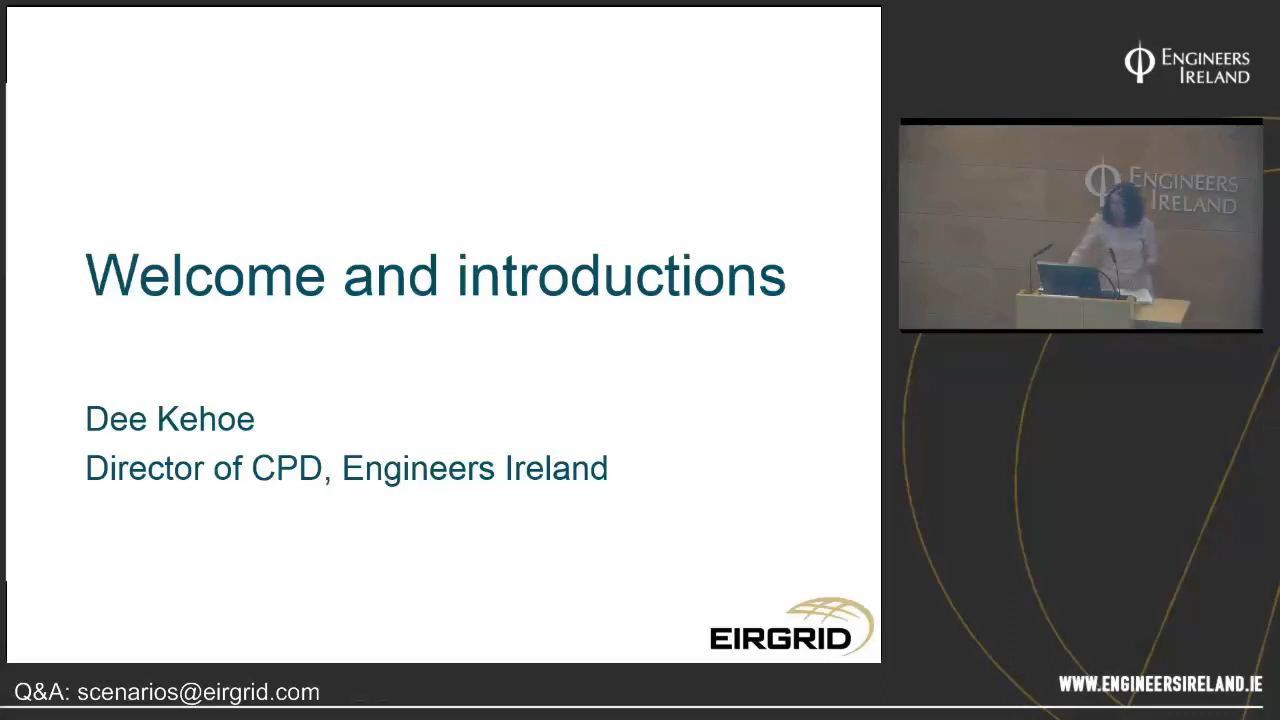 Welcome and introductions
Dee Kehoe
Director of CPD, Engineers Ireland
EIRGRID
Q&A: scenarios@eirgrid.com
ENGINEERS
IRELAND
ENGINEERS
IRELAND
WWW.ENGINEERSIRELAND.IE